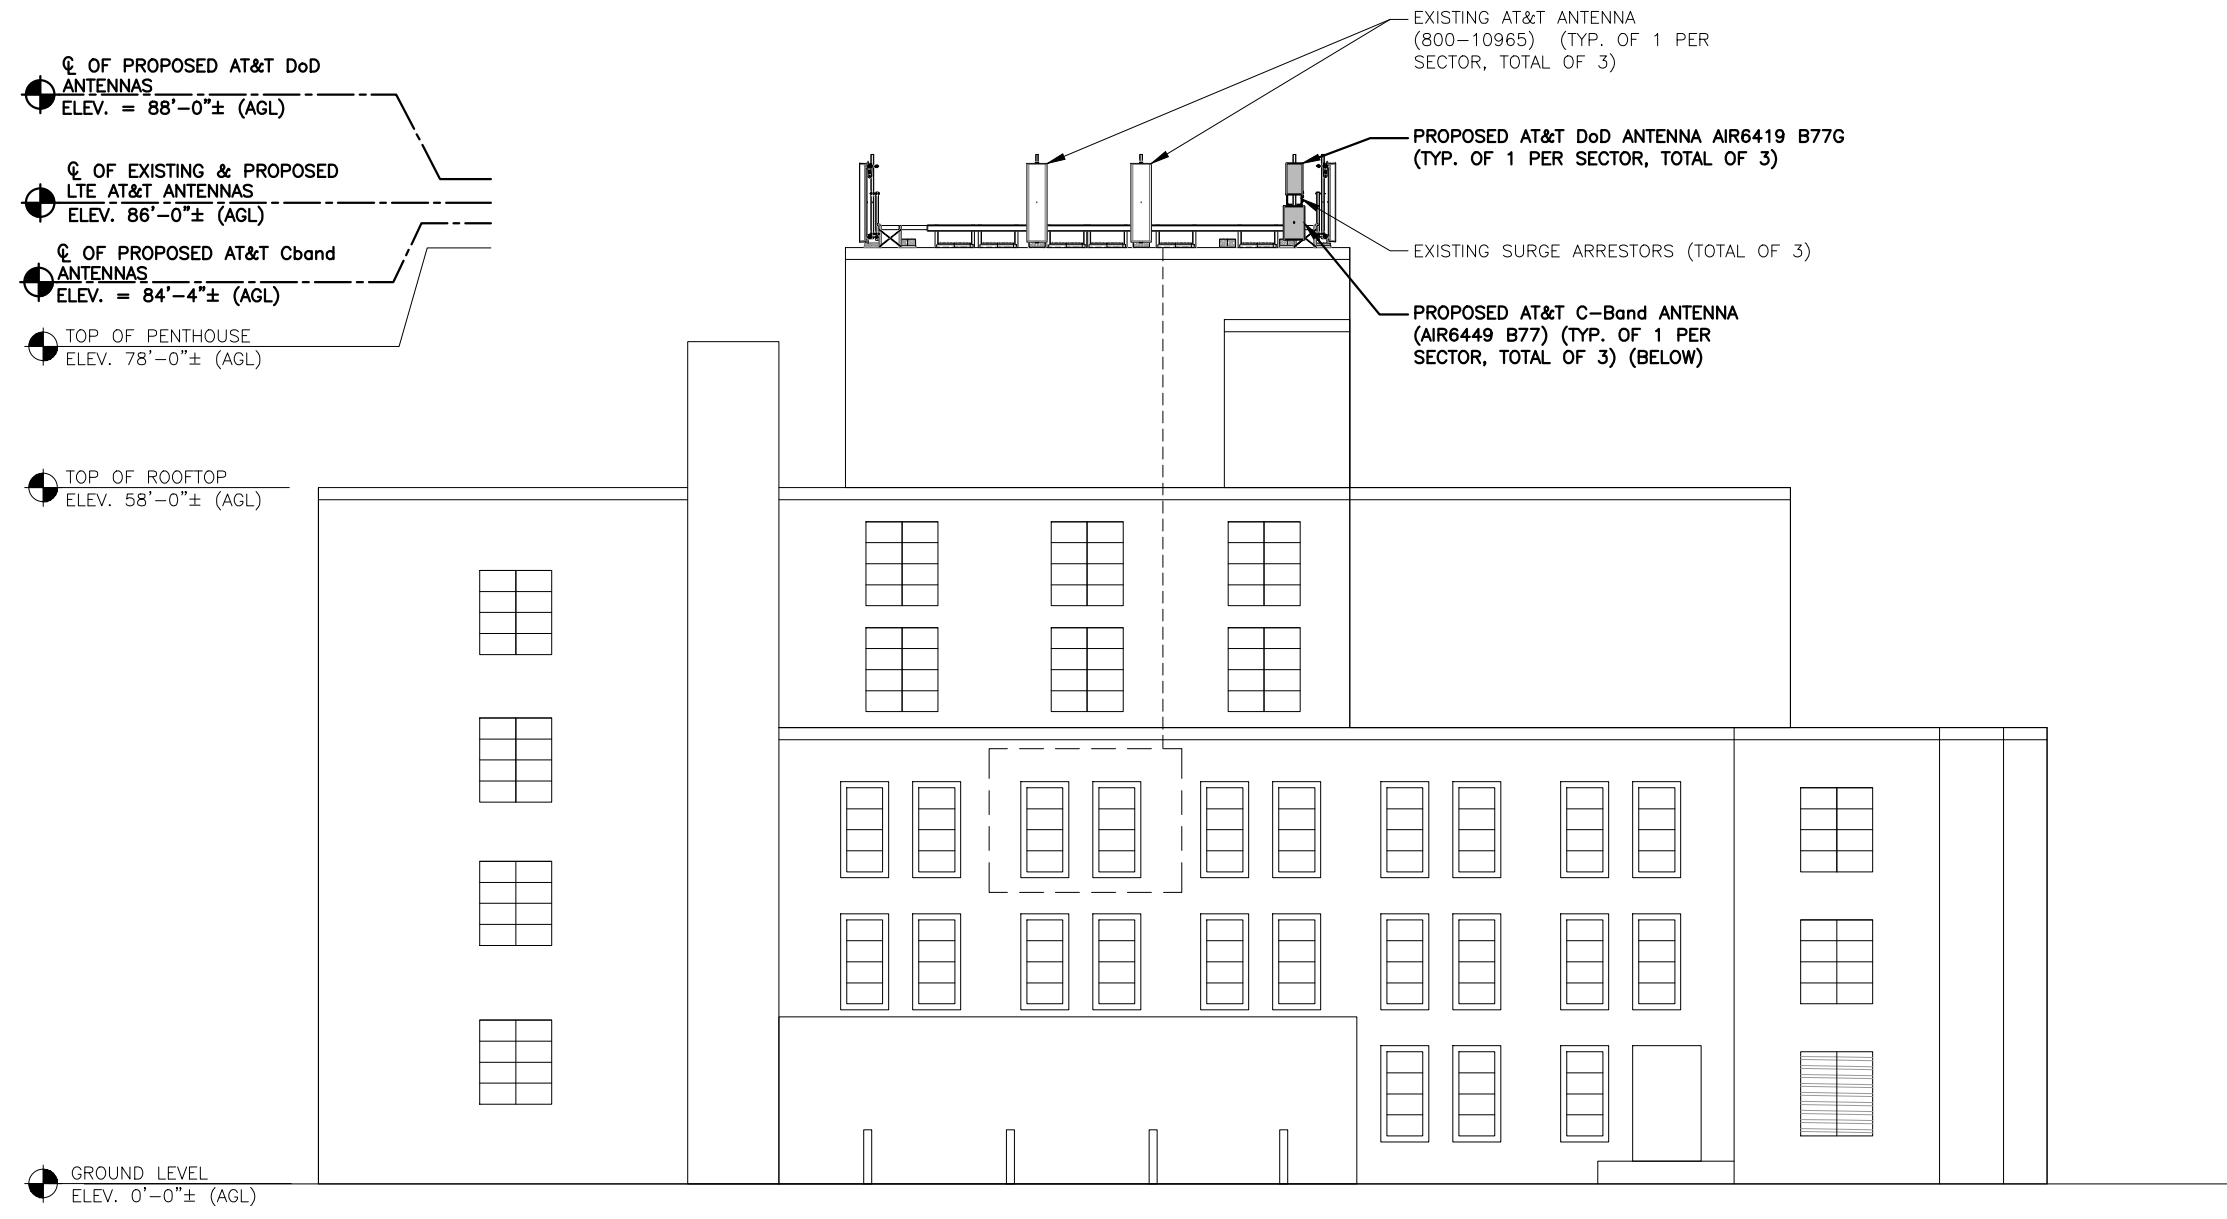 ℄ OF PROPOSED AT&T DoD
ANTENNAS
ELEV. = 88'-0"± (AGL)
℄ OF EXISTING & PROPOSED
LTE AT&T ANTENNAS
ELEV. 86'-0"± (AGL)
℄ OF PROPOSED AT&T Cband
ANTENNAS
ELEV. = 84'-4"± (AGL)
TOP OF PENTHOUSE
ELEV. 78'-0"± (AGL)
TOP OF ROOFTOP
ELEV. 58'-0"± (AGL)
GROUND LEVEL
ELEV. 0'-0"± (AGL)
EXISTING AT&T ANTENNA
(800-10965) (TYP. OF 1 PER
SECTOR, TOTAL OF 3)
PROPOSED AT&T DoD ANTENNA AIR6419 B77G
(TYP. OF 1 PER SECTOR, TOTAL OF 3)
EXISTING SURGE ARRESTORS (TOTAL OF 3)
PROPOSED AT&T C-Band ANTENNA
(AIR6449 B77) (TYP. OF 1 PER
SECTOR, TOTAL OF 3) (BELOW)